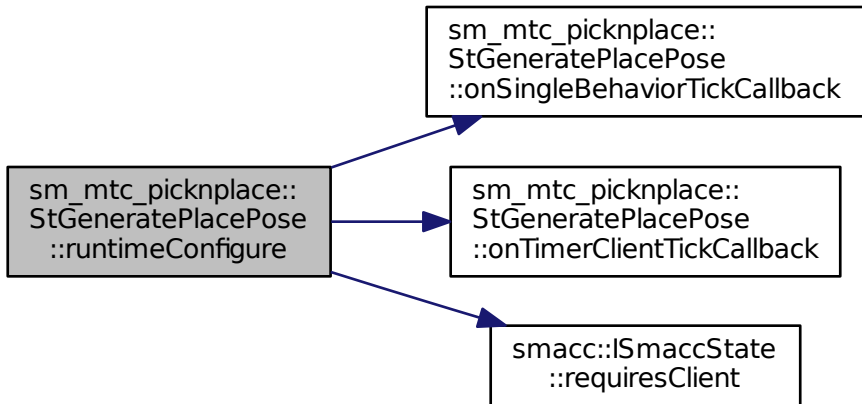 sm_mtc_picknplace::
StGeneratePlacePose
::runtimeConfigure
sm_mtc_picknplace::
StGeneratePlacePose
::onSingleBehaviorTickCallback
sm_mtc_picknplace::
StGeneratePlacePose
::onTimerClientTickCallback
smacc::ISmaccState
::requiresClient